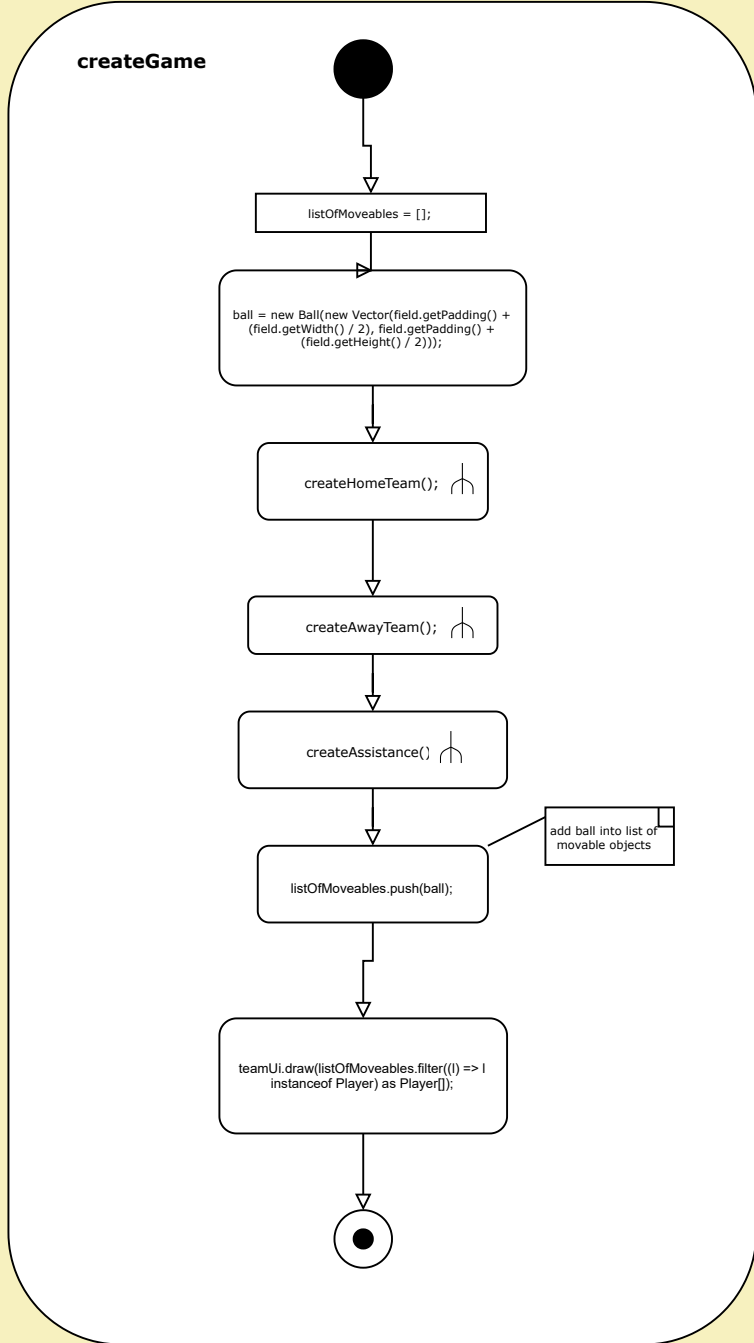 createGame
listOfMoveables = [];
ball = new Ball(new Vector(field.getPadding() +
(field.getWidth() / 2), field.getPadding() +
(field.getHeight() / 2)));
createHomeTeam();
createAwayTeam();
createAssistance()
add ball into list of
movable objects
listOfMoveables.push(ball);
teamUi.draw(listOfMoveables.filter((l) => l
instanceof Player) as Player[]);